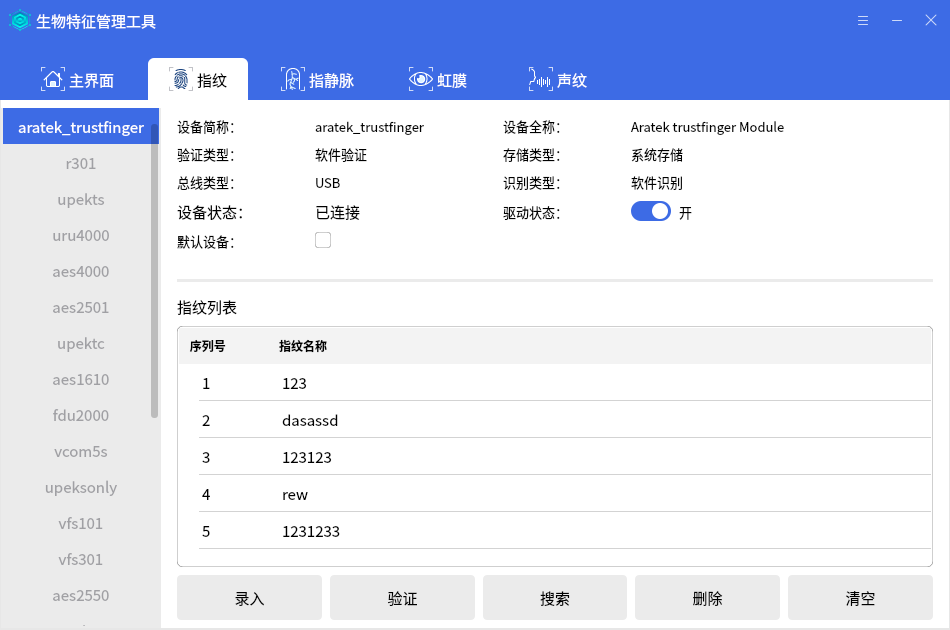 生物特征管理工具
主界面 指纹 指静脉 虹膜 声纹
aratek_trustfinger
r301
upekts
uru4000
aes4000
aes2501
upektc
aes1610
fdu2000
vcom5s
upeksonly
vfs101
vfs301
aes2550
设备简称: aratek_trustfinger 设备全称: Aratek trustfinger Module
验证类型: 软件验证 存储类型: 系统存储
总线类型: USB 识别类型: 软件识别
设备状态: 已连接 驱动状态: 开
默认设备:
指纹列表
序列号 指纹名称
1 123
2 dasassd
3 123123
4 rew
5 1231233
录入 验证 搜索 删除 清空